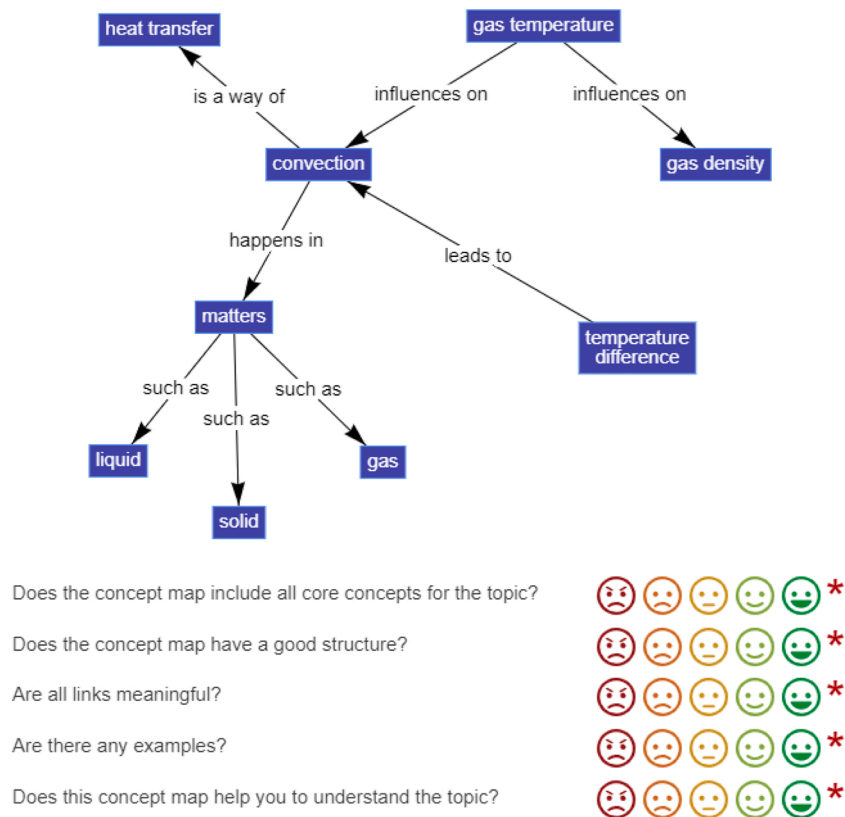 heat transfer
gas temperature
is a way of
influences on
influences on
convection
gas density
happens in
leads to
matters
temperature
difference
such as
such as
such as
liquid
gas
solid
Does the concept map include all core concepts for the topic? *
Does the concept map have a good structure? *
Are all links meaningful? *
Are there any examples? *
Does this concept map help you to understand the topic? *